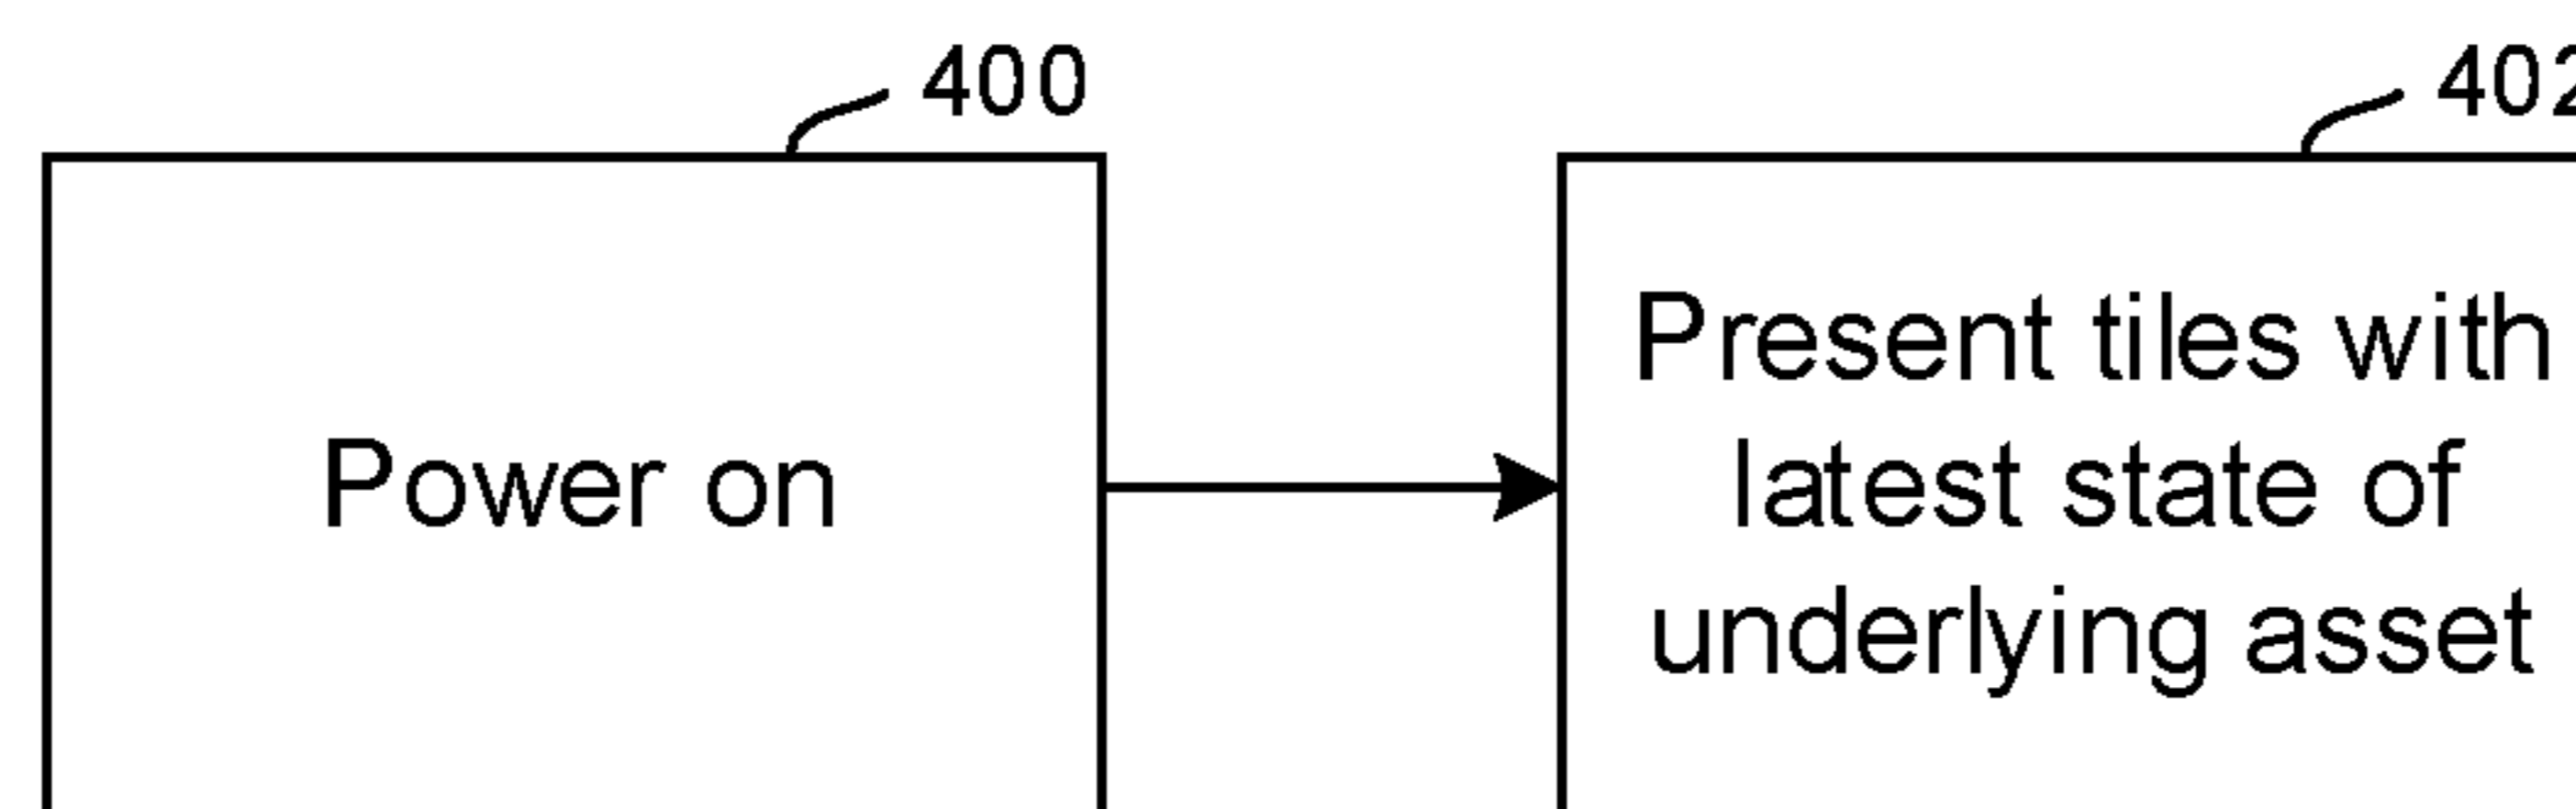 400
402
Power on
Present tiles with
latest state of
underlying asset